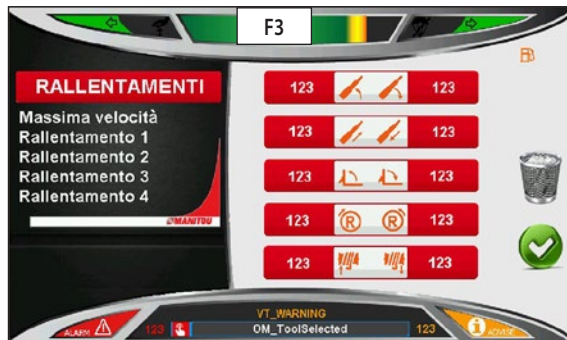 F3
RALLENTAMENTI
Massima velocità
Rallentamento 1
Rallentamento 2
Rallentamento 3
Rallentamento 4
MANITOU
123 123
123 123
123 123
123 R R 123
123 123
VT_WARNING
ALARM 123 OM_ToolSelected 123 i ADVISE